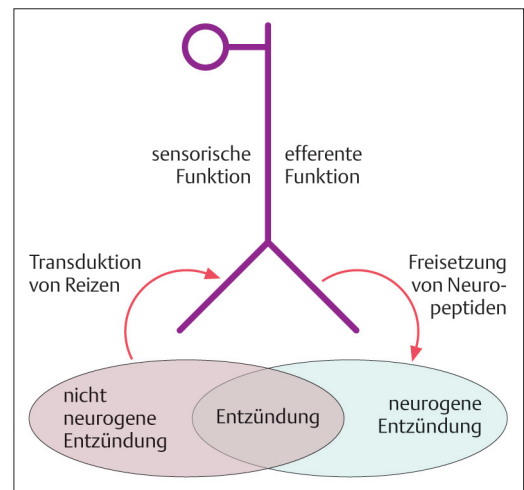 sensorische
Funktion
efferente
Funktion
Transduktion
von Reizen
Freisetzung
von Neuro-
peptiden
nicht
neurogene
Entzündung
Entzündung
neurogene
Entzündung